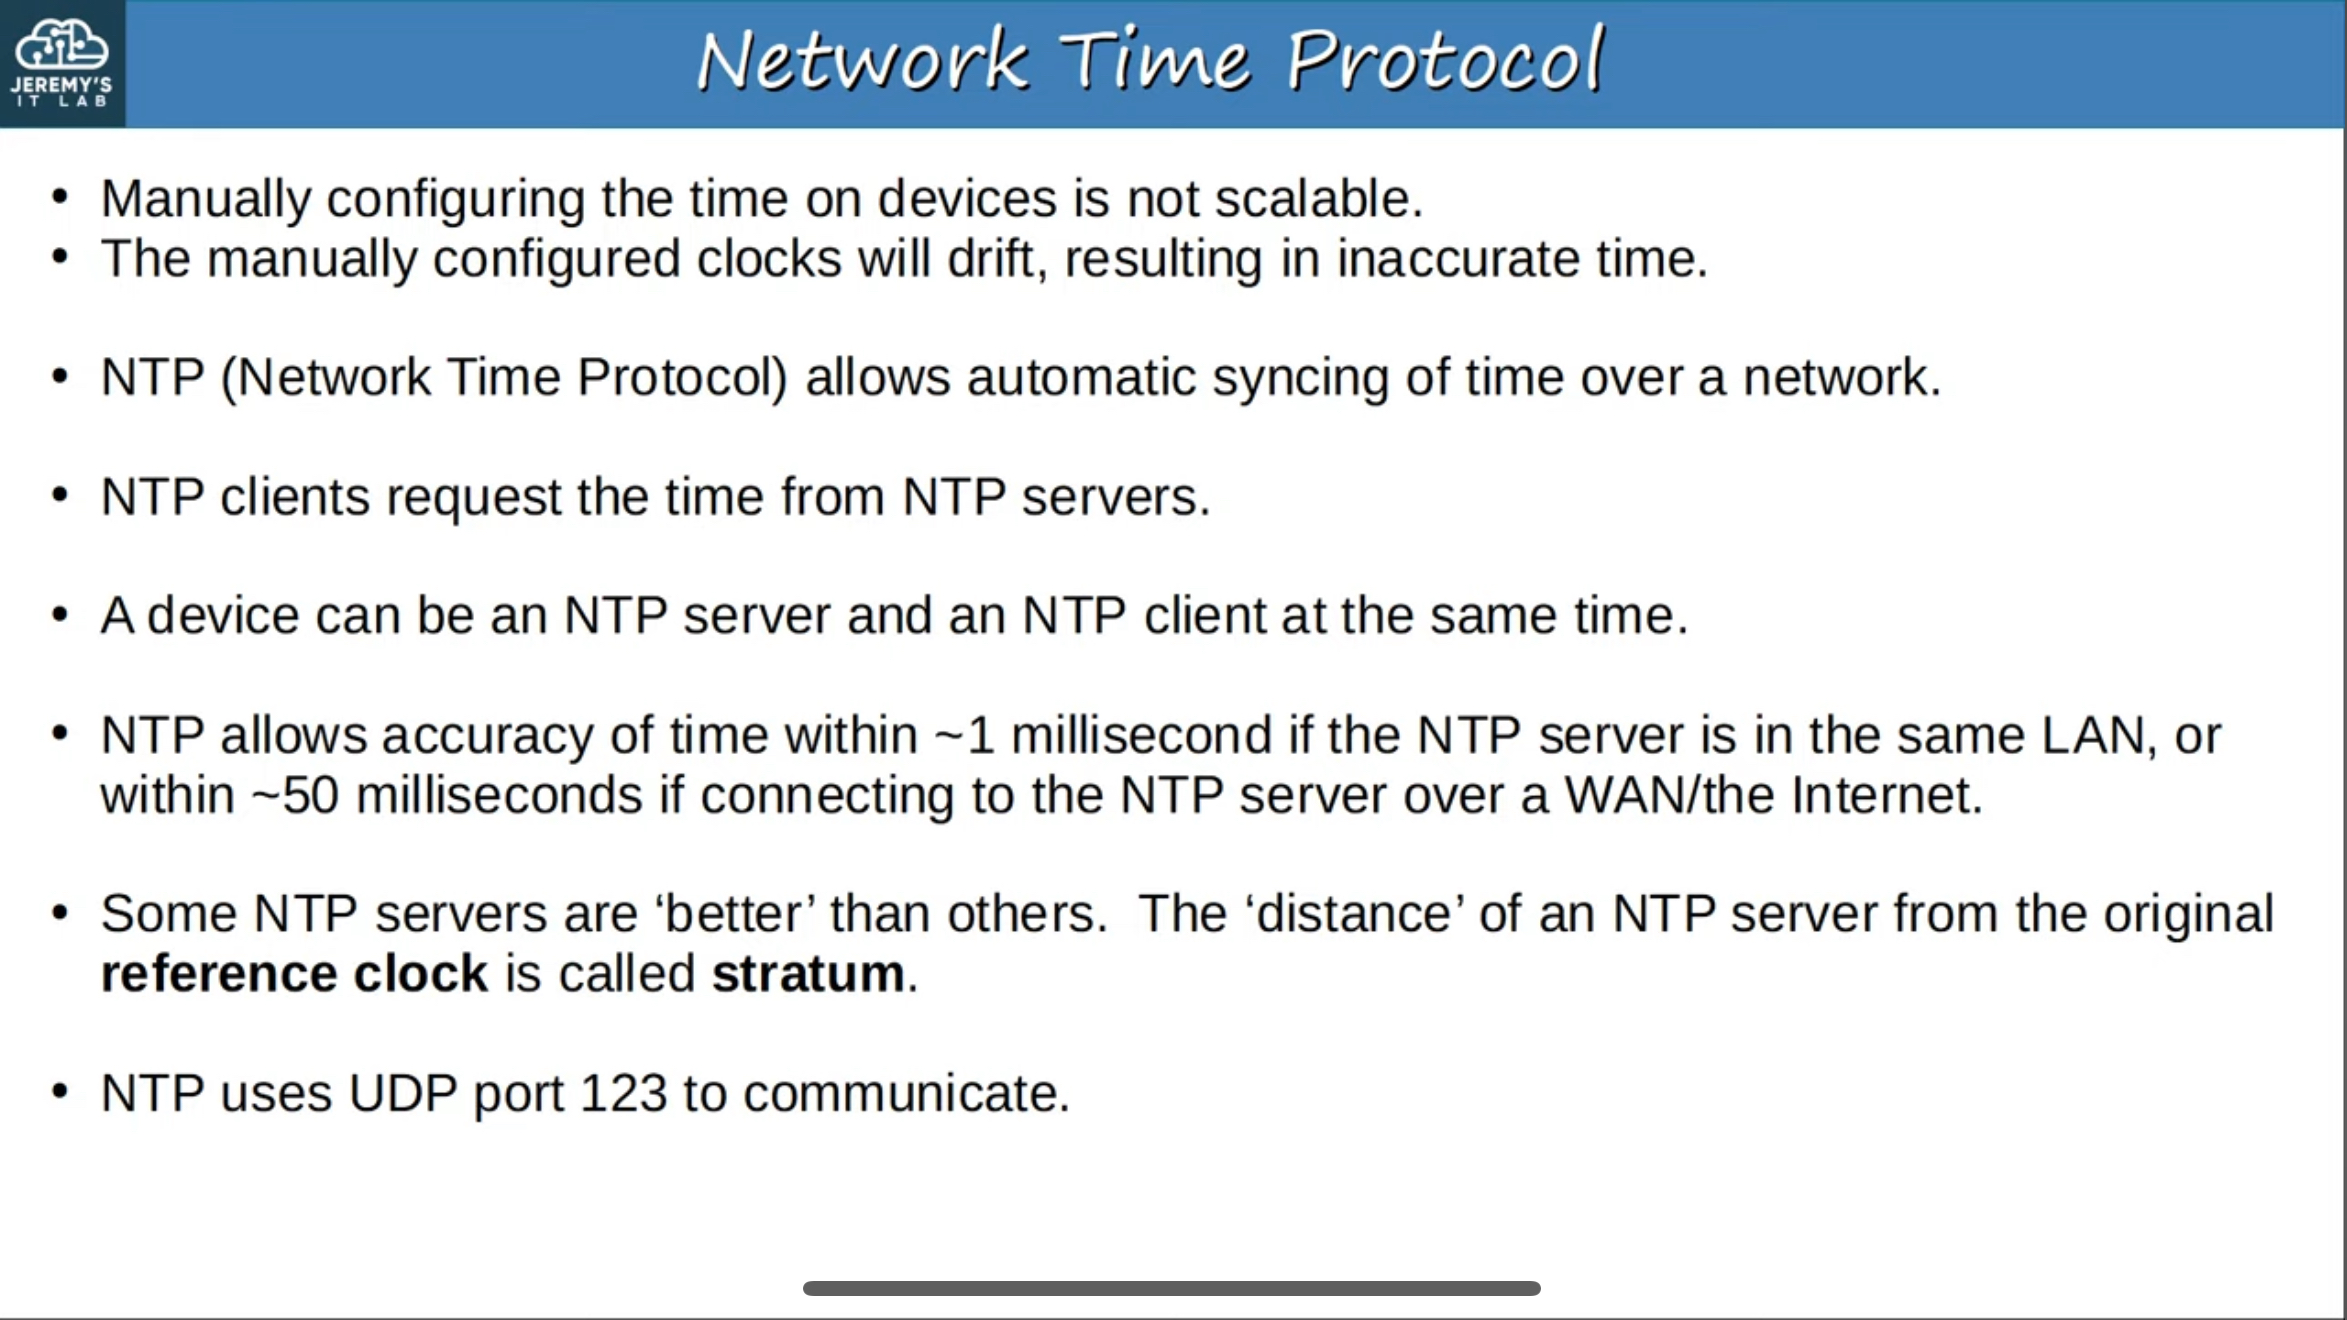 JEREMY'S
IT LAB
Network Time Protocol
• Manually configuring the time on devices is not scalable.
• The manually configured clocks will drift, resulting in inaccurate time.
• NTP (Network Time Protocol) allows automatic syncing of time over a network.
• NTP clients request the time from NTP servers.
• A device can be an NTP server and an NTP client at the same time.
• NTP allows accuracy of time within ~1 millisecond if the NTP server is in the same LAN, or
within ~50 milliseconds if connecting to the NTP server over a WAN/the Internet.
• Some NTP servers are ‘better’ than others.  The ‘distance’ of an NTP server from the original
reference clock is called stratum.
• NTP uses UDP port 123 to communicate.